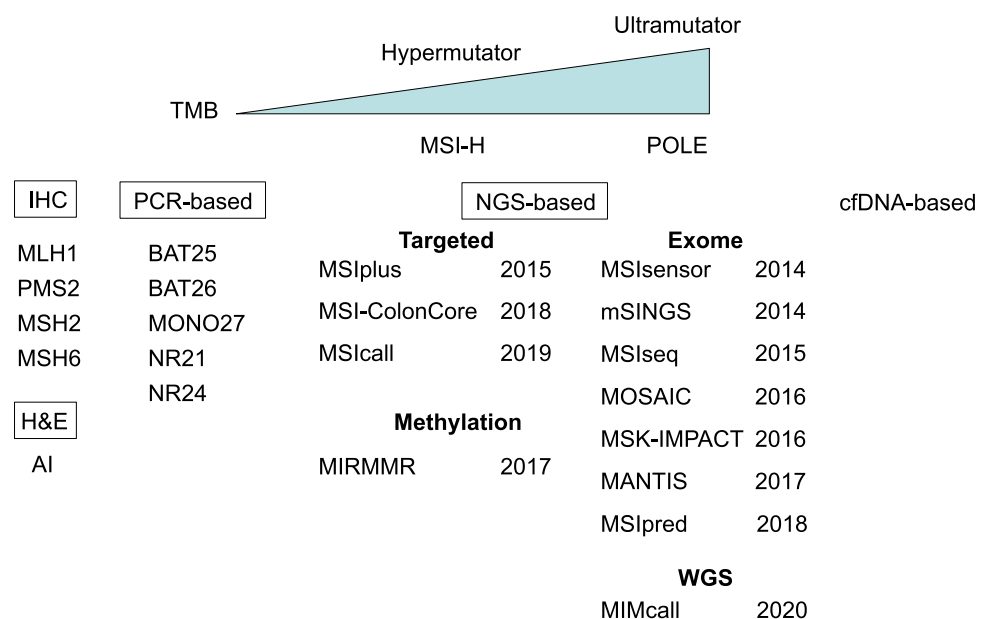 Ultramutator
Hypermutator
TMB
MSI-H POLE
IHC PCR-based NGS-based cfDNA-based
MLH1
PMS2
MSH2
MSH6
H&E
AI
BAT25
BAT26
MONO27
NR21
NR24
Targeted
MSIplus 2015
MSI-ColonCore 2018
MSIcall 2019
Methylation
MIRMMR 2017
Exome
MSIsensor 2014
mSINGS 2014
MSIseq 2015
MOSAIC 2016
MSK-IMPACT 2016
MANTIS 2017
MSIpred 2018
WGS
MIMcall 2020